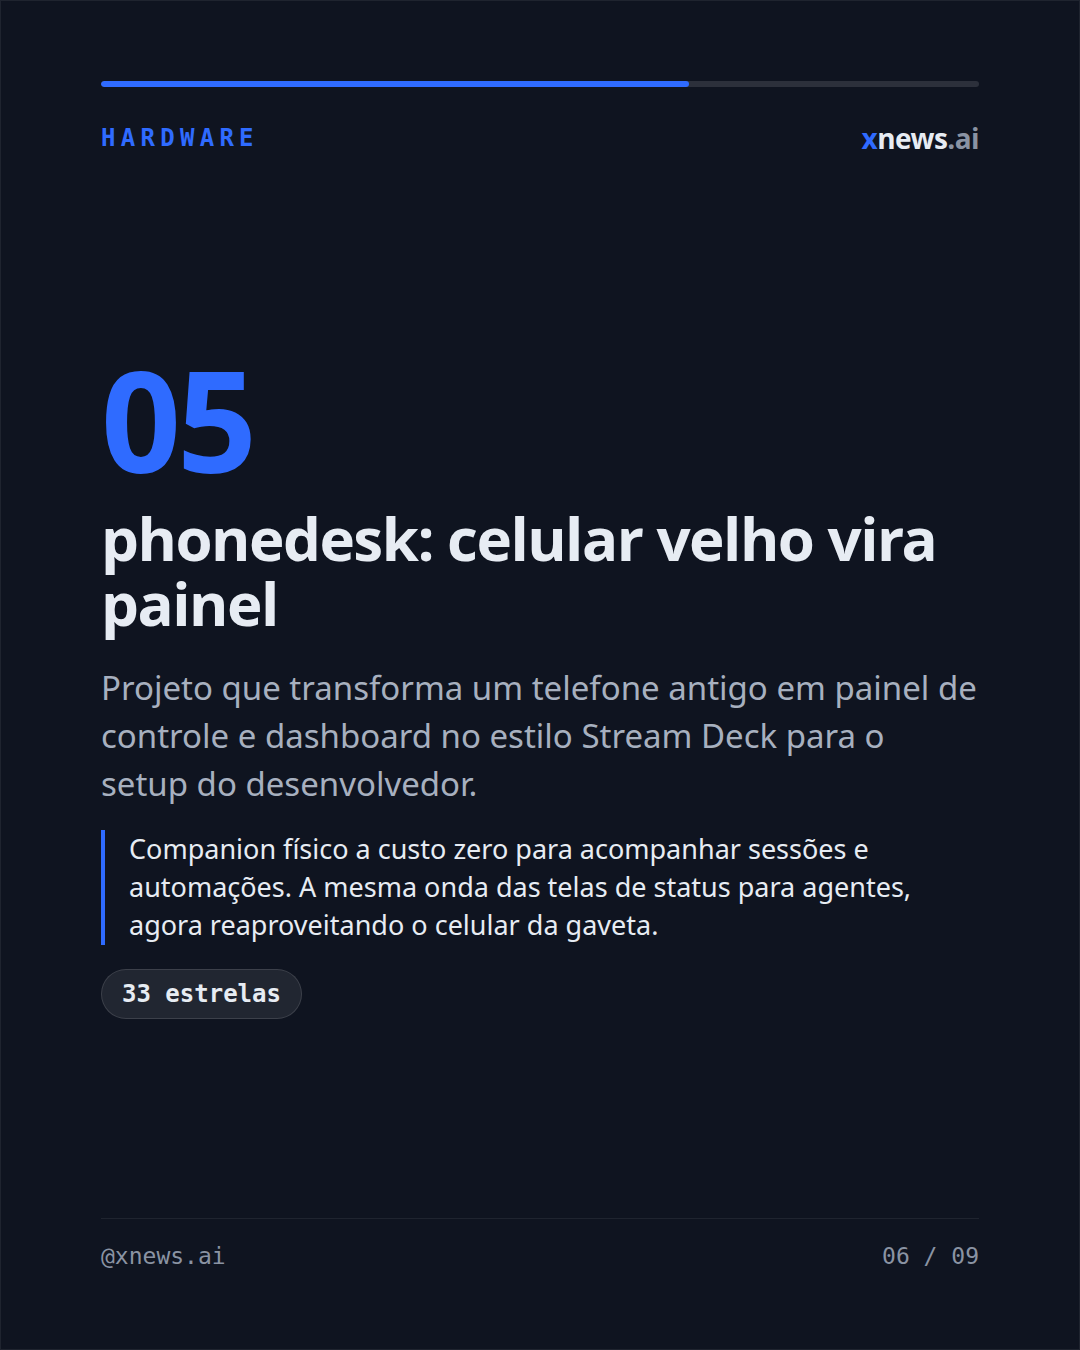 HARDWARE
xnews.ai
05
phonedesk: celular velho vira
painel
Projeto que transforma um telefone antigo em painel de
controle e dashboard no estilo Stream Deck para o
setup do desenvolvedor.
Companion físico a custo zero para acompanhar sessões e
automações. A mesma onda das telas de status para agentes,
agora reaproveitando o celular da gaveta.
33 estrelas
@xnews.ai
06 / 09